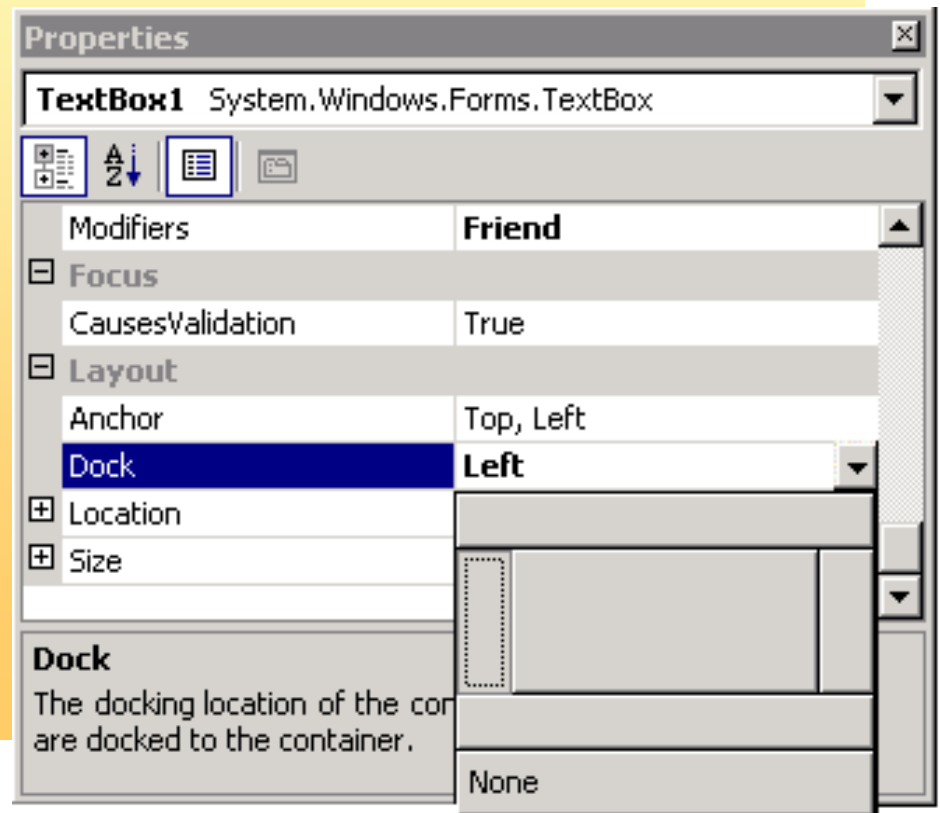 Properties
TextBox1 System.Windows.Forms.TextBox
A
Z
Modifiers Friend
Focus
CausesValidation True
Layout
Anchor Top, Left
Dock Left
Location
Size
Dock
The docking location of the
are docked to the container.
None